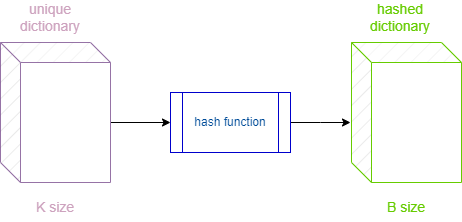 unique
dictionary
hashed
dictionary
hash function
K size
B size